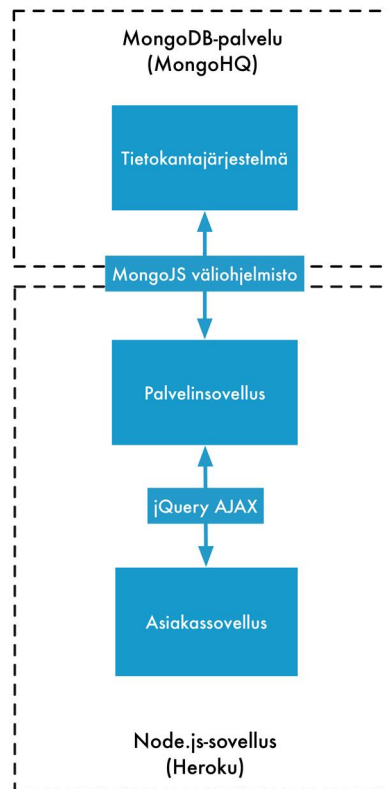 MongoDB-palvelu
(MongoHQ)
Tietokantajärjestelmä
MongoJS väliohjelmisto
Palvelinsovellus
jQuery AJAX
Asiakassovellus
Node.js-sovellus
(Heroku)